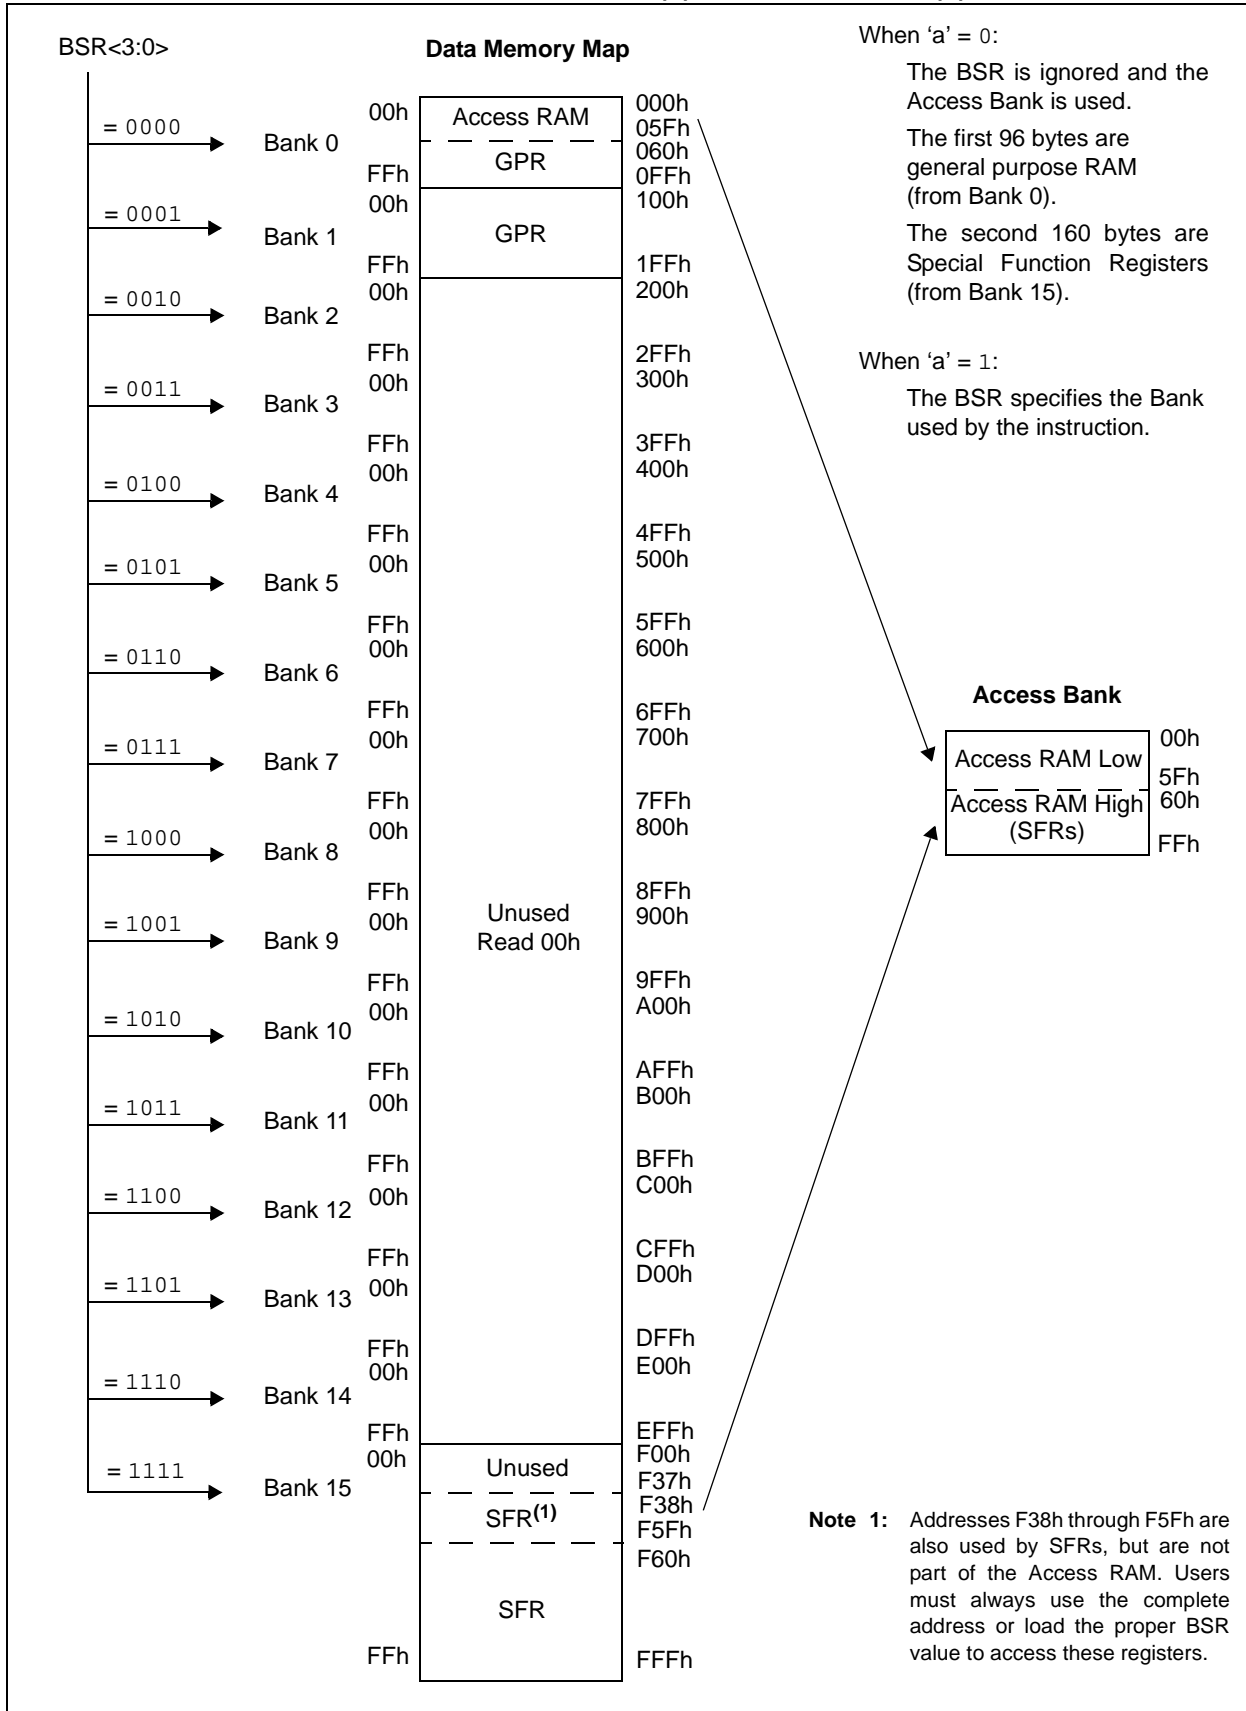 BSR<3:0>
Data Memory Map
When ‘a’ = 0:
The BSR is ignored and the
Access Bank is used.
The first 96 bytes are
general purpose RAM
(from Bank 0).
The second 160 bytes are
Special Function Registers
(from Bank 15).
When ‘a’ = 1:
The BSR specifies the Bank
used by the instruction.
= 0000
Bank 0
00h
Access RAM
000h
05Fh
060h
GPR
FFh
0FFh
= 0001
Bank 1
00h
100h
GPR
FFh
1FFh
= 0010
Bank 2
00h
200h
FFh
2FFh
= 0011
Bank 3
00h
300h
FFh
3FFh
= 0100
Bank 4
00h
400h
FFh
4FFh
= 0101
Bank 5
00h
500h
FFh
5FFh
= 0110
Bank 6
00h
600h
FFh
6FFh
= 0111
Bank 7
00h
700h
FFh
7FFh
= 1000
Bank 8
00h
800h
FFh
8FFh
= 1001
Bank 9
00h
Unused
Read 00h
900h
FFh
9FFh
= 1010
Bank 10
00h
A00h
FFh
AFFh
= 1011
Bank 11
00h
B00h
FFh
BFFh
= 1100
Bank 12
00h
C00h
FFh
CFFh
= 1101
Bank 13
00h
D00h
FFh
DFFh
= 1110
Bank 14
00h
E00h
FFh
EFFh
= 1111
Bank 15
00h
F00h
Unused
F37h
F38h
SFR(1)
F5Fh
F60h
SFR
FFh
FFFh
Access Bank
Access RAM Low
00h
5Fh
Access RAM High
(SFRs)
60h
FFh
Note 1: Addresses F38h through F5Fh are
also used by SFRs, but are not
part of the Access RAM. Users
must always use the complete
address or load the proper BSR
value to access these registers.